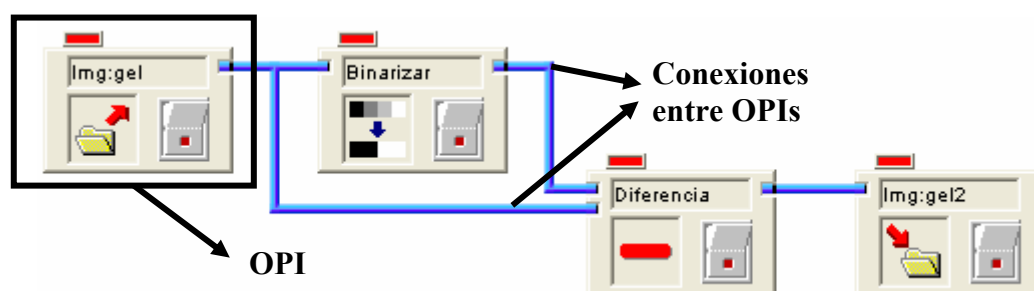 Img:gel
Binarizar
Conexiones
entre OPIs
Diferencia
Img:gel2
OPI